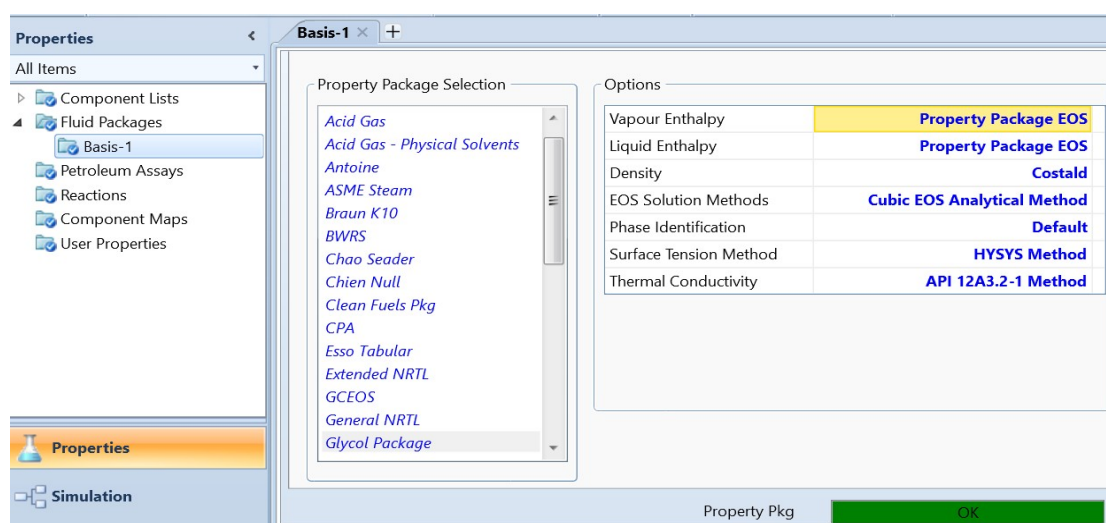 Properties
All Items
Component Lists
Fluid Packages
Basis-1
Petroleum Assays
Reactions
Component Maps
User Properties
Properties
Simulation
Basis-1
Property Package Selection
Acid Gas
Acid Gas - Physical Solvents
Antoine
ASME Steam
Braun K10
BWRS
Chao Seader
Chien Null
Clean Fuels Pkg
CPA
Esso Tabular
Extended NRTL
GCEOS
General NRTL
Glycol Package
Options
Vapour Enthalpy Property Package EOS
Liquid Enthalpy Property Package EOS
Density Costald
EOS Solution Methods Cubic EOS Analytical Method
Phase Identification Default
Surface Tension Method HYSYS Method
Thermal Conductivity API 12A3.2-1 Method
Property Pkg OK